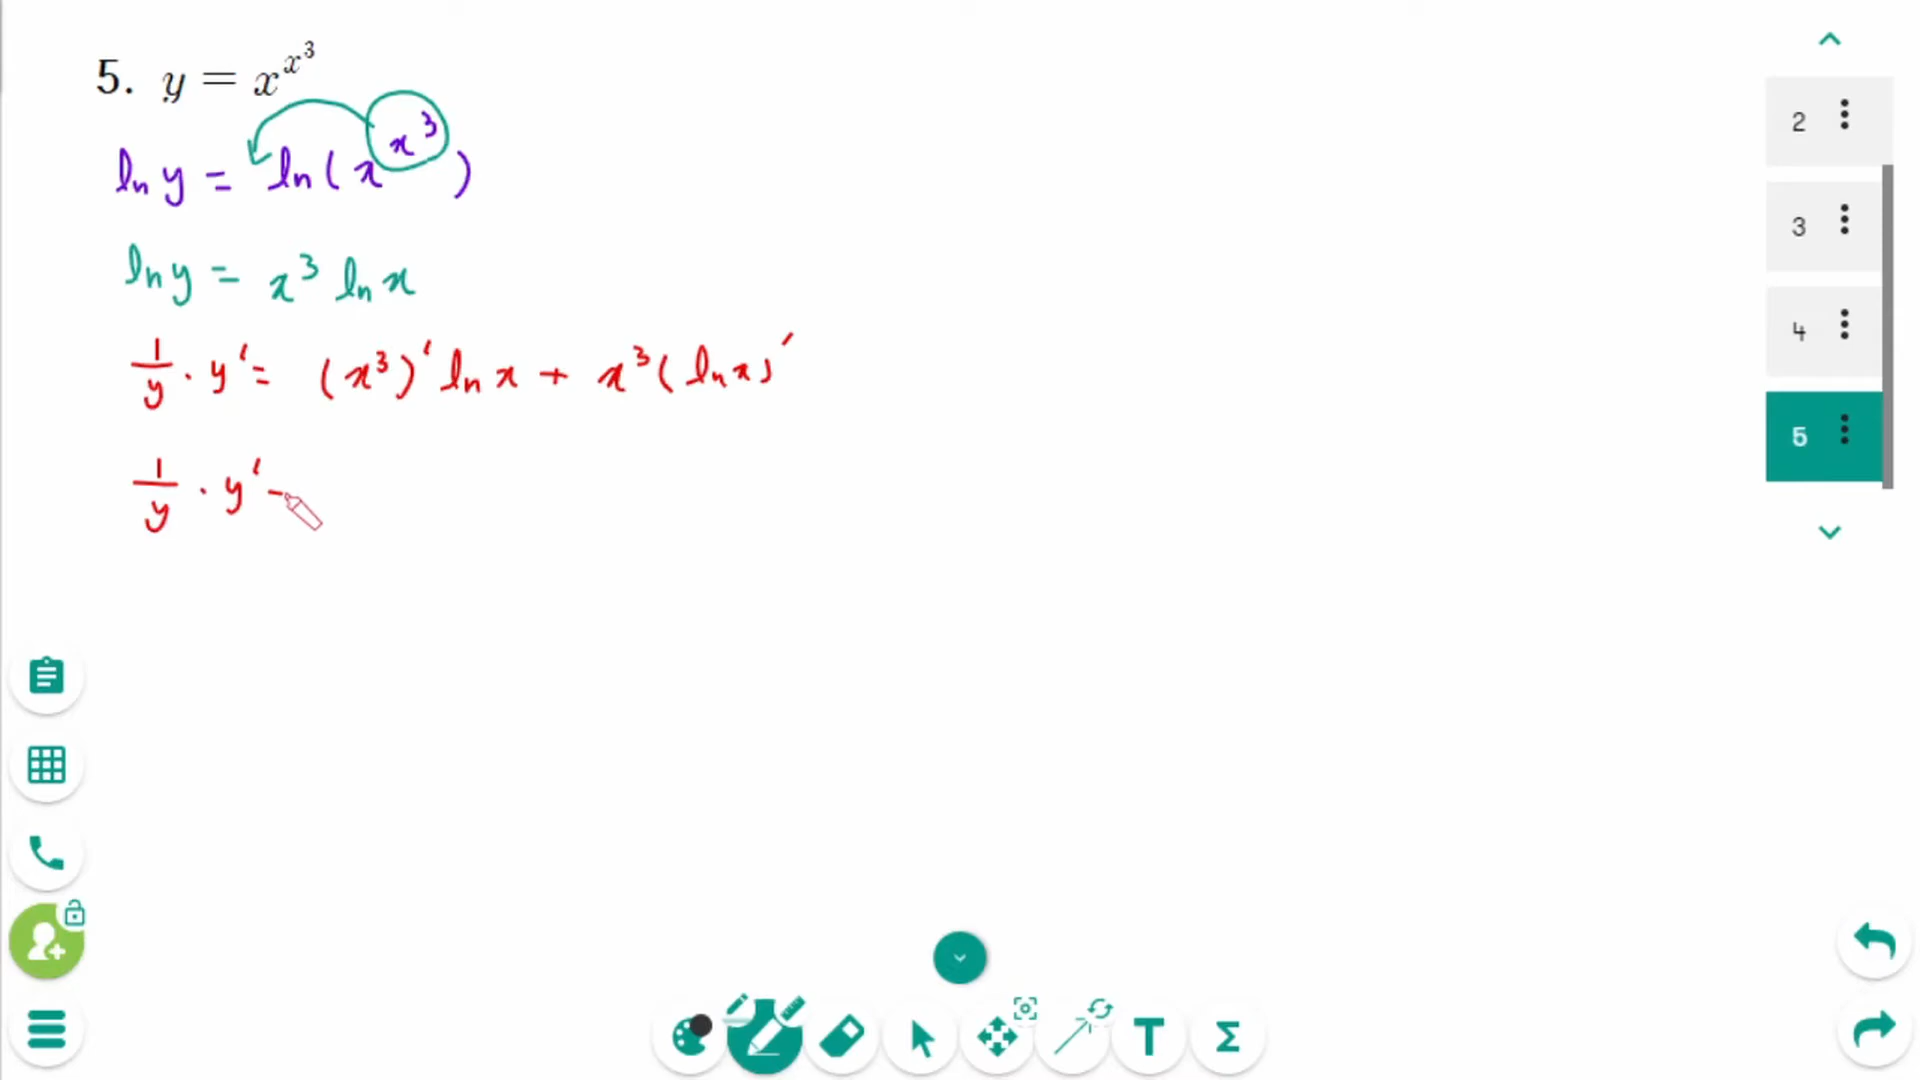 5. y = x^{x^3}
ln y = ln(x^{x^3})
ln y = x^3 ln x
1/y · y' = (x^3)' ln x + x^3 (ln x)'
1/y · y' -
2
3
4
5
T
Σ